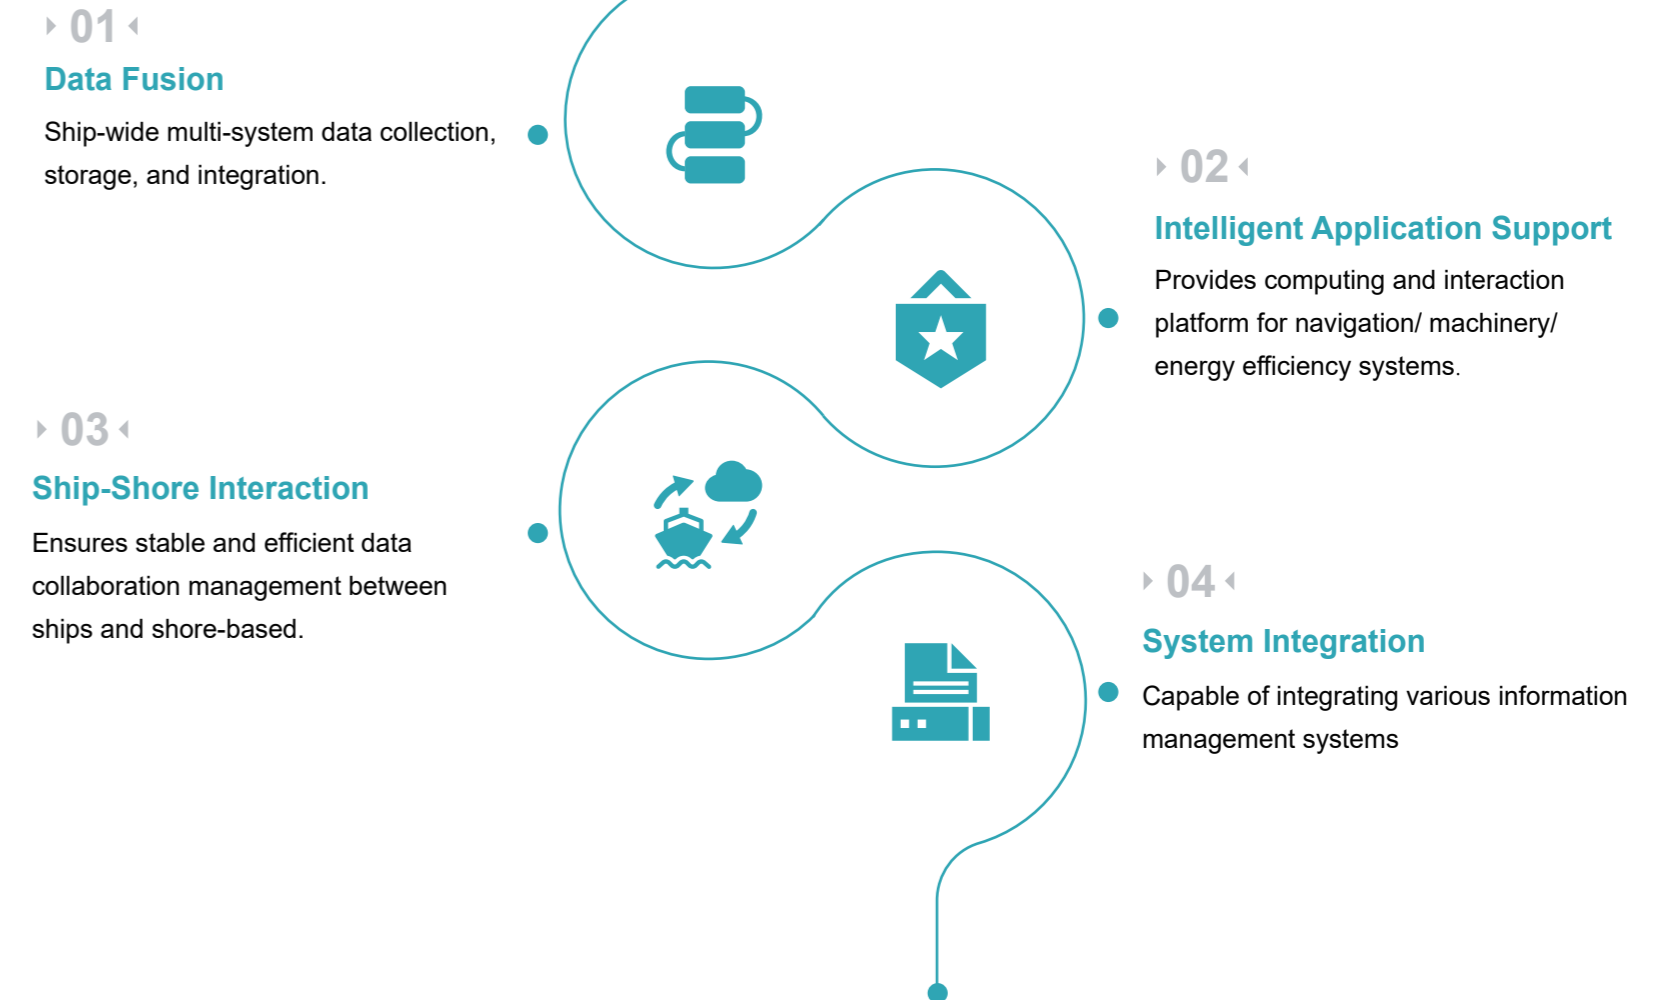 01
Data Fusion
Ship-wide multi-system data collection,
storage, and integration.
02
Intelligent Application Support
Provides computing and interaction
platform for navigation/ machinery/
energy efficiency systems.
03
Ship-Shore Interaction
Ensures stable and efficient data
collaboration management between
ships and shore-based.
04
System Integration
Capable of integrating various information
management systems